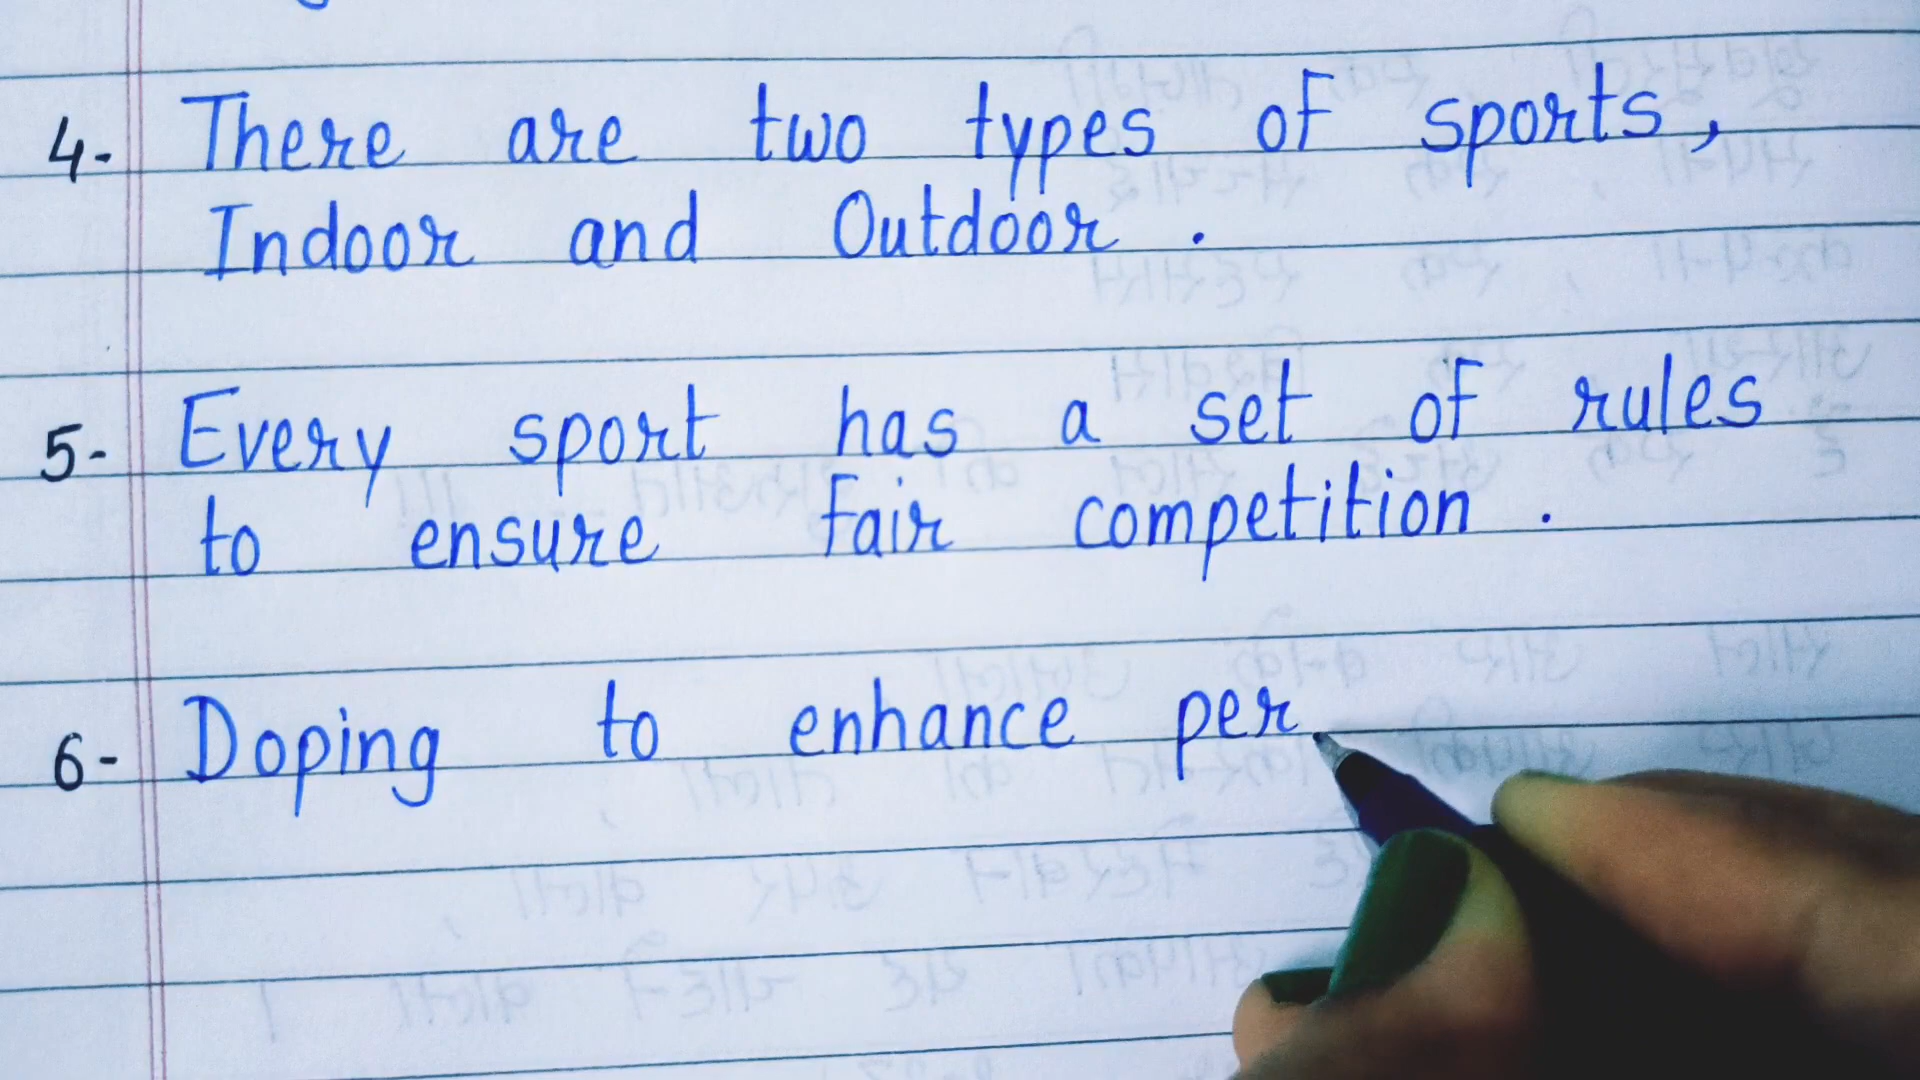 4- There are two types of sports,
Indoor and Outdoor .
5- Every sport has a set of rules
to ensure fair competition .
6- Doping to enhance per